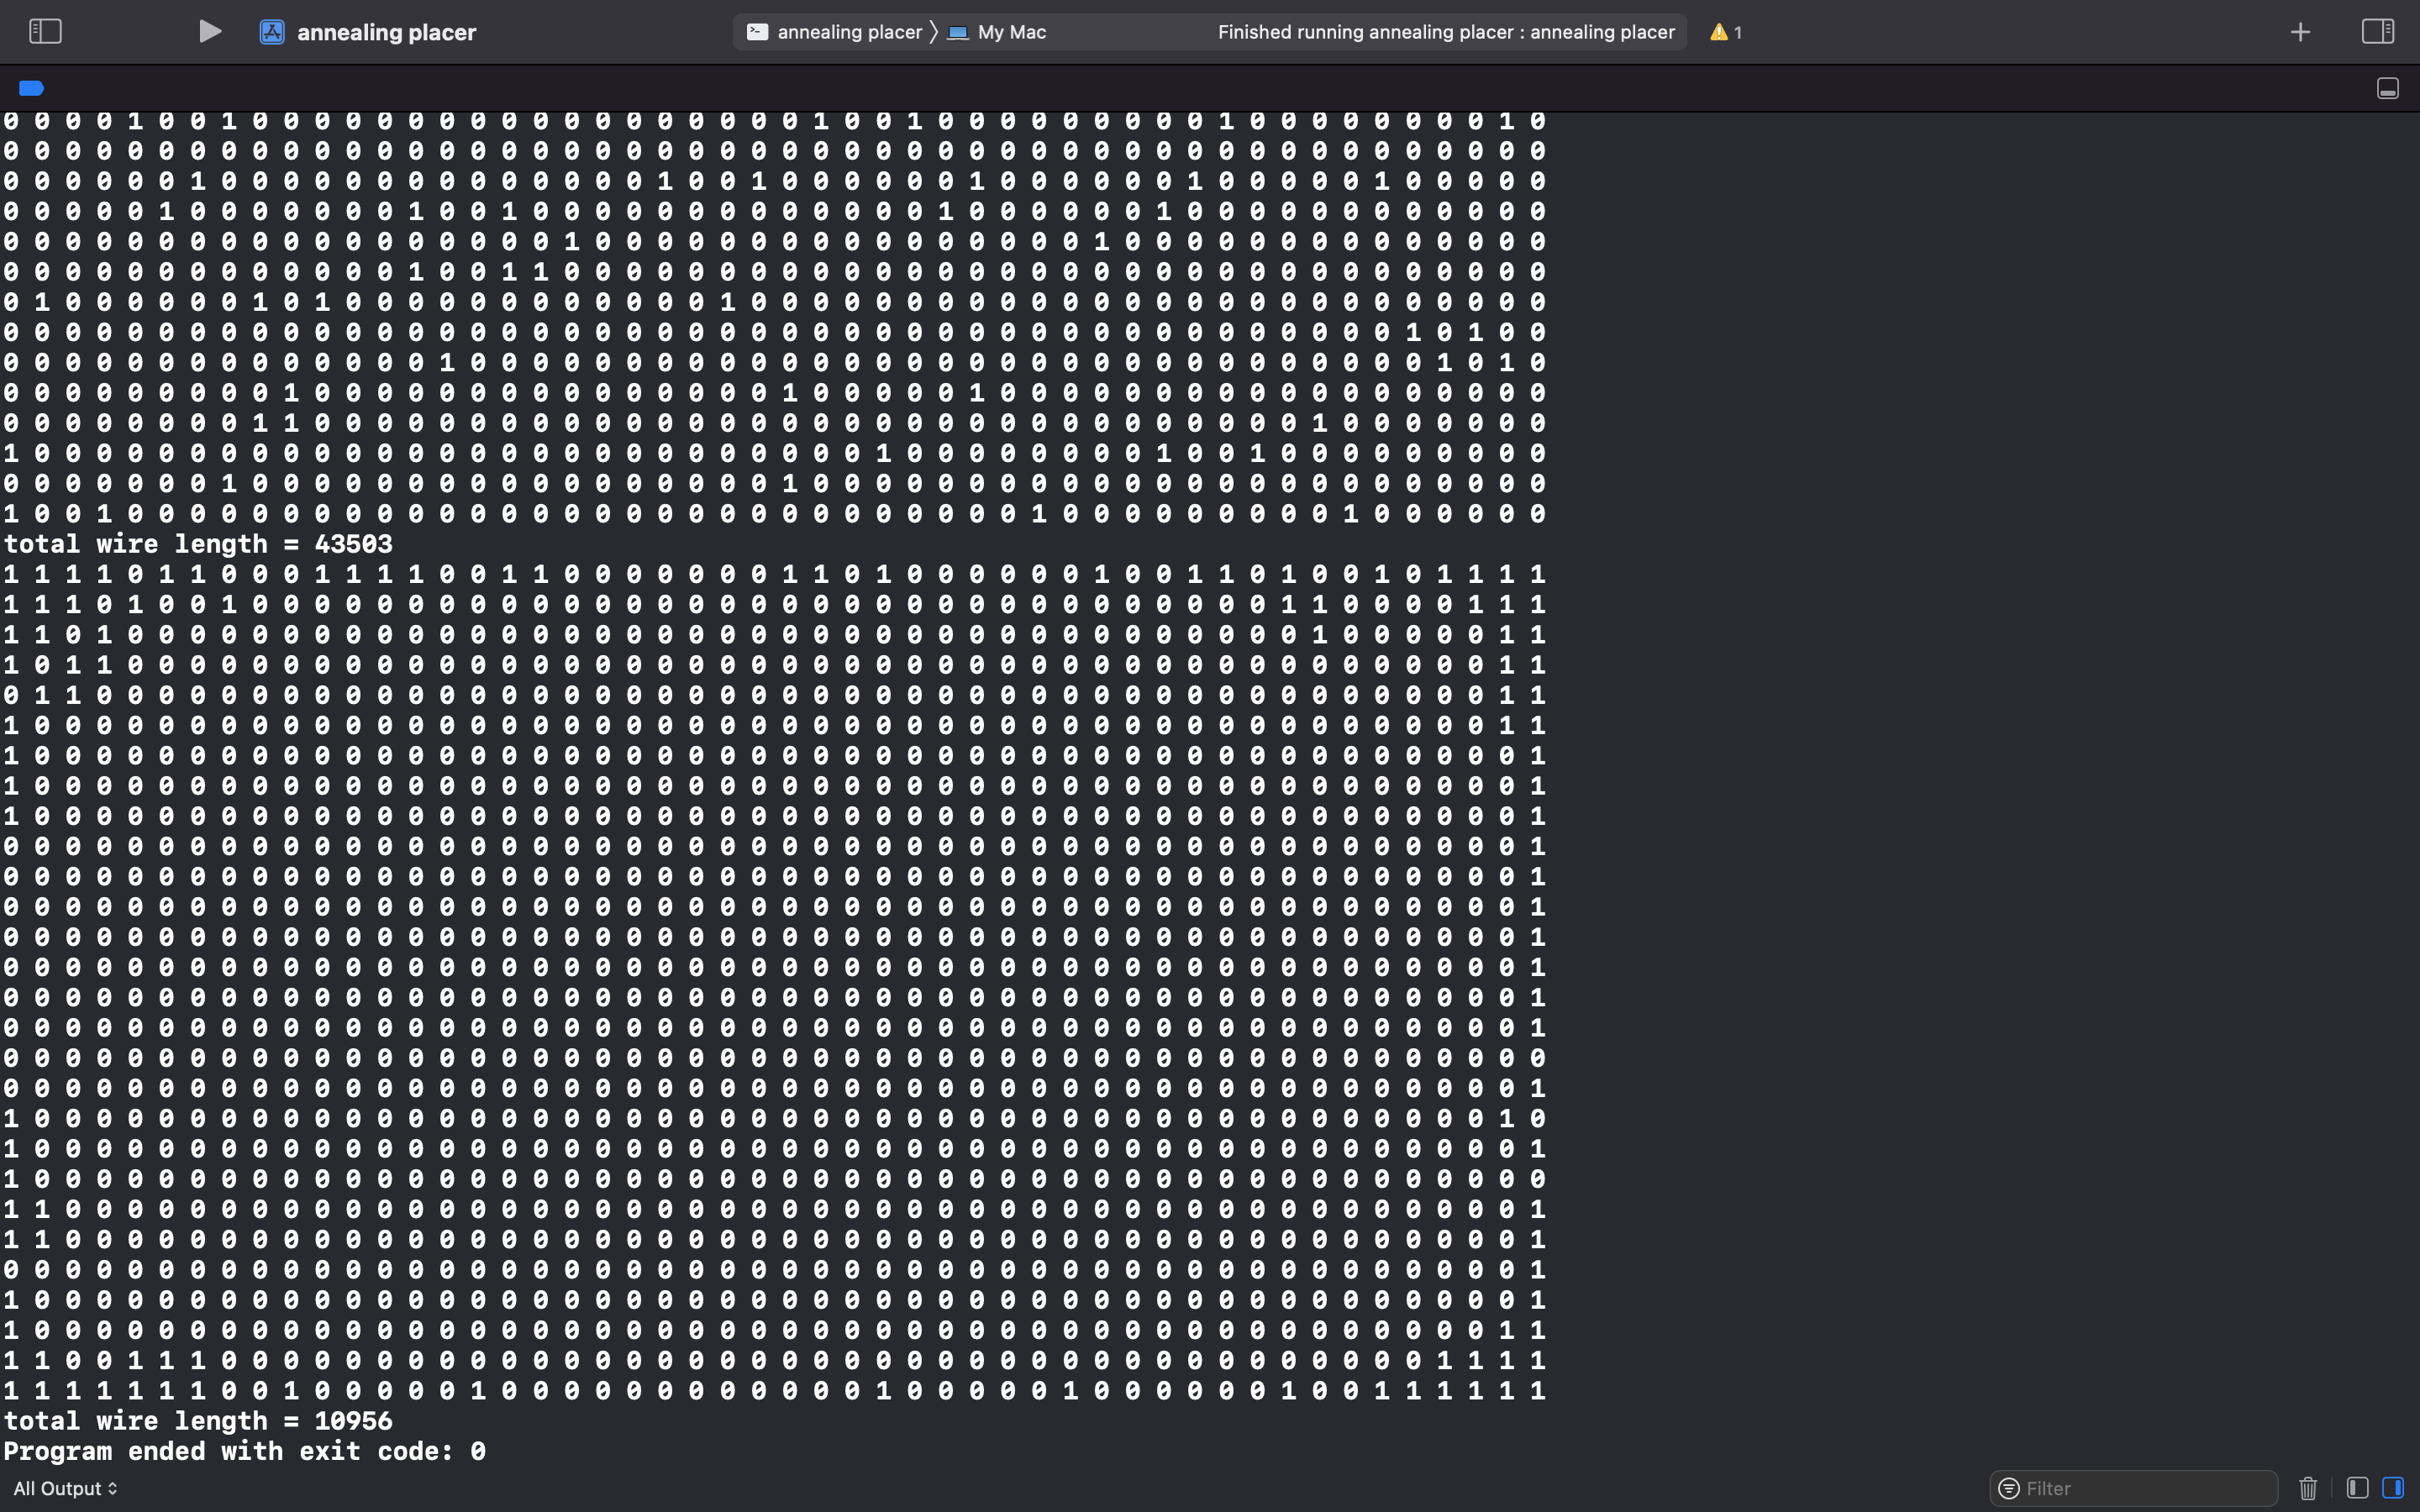 annealing placer
annealing placer 〉 My Mac Finished running annealing placer : annealing placer 1
0 0 0 0 1 0 0 1 0 0 0 0 0 0 0 0 0 0 0 0 0 0 0 0 0 0 1 0 0 1 0 0 0 0 0 0 0 0 0 1 0 0 0 0 0 0 0 0 1 0
0 0 0 0 0 0 0 0 0 0 0 0 0 0 0 0 0 0 0 0 0 0 0 0 0 0 0 0 0 0 0 0 0 0 0 0 0 0 0 0 0 0 0 0 0 0 0 0 0 0
0 0 0 0 0 0 1 0 0 0 0 0 0 0 0 0 0 0 0 0 0 1 0 0 1 0 0 0 0 0 0 1 0 0 0 0 0 0 1 0 0 0 0 0 1 0 0 0 0 0
0 0 0 0 0 1 0 0 0 0 0 0 0 1 0 0 1 0 0 0 0 0 0 0 0 0 0 0 0 0 1 0 0 0 0 0 0 1 0 0 0 0 0 0 0 0 0 0 0 0
0 0 0 0 0 0 0 0 0 0 0 0 0 0 0 0 0 0 1 0 0 0 0 0 0 0 0 0 0 0 0 0 0 0 0 1 0 0 0 0 0 0 0 0 0 0 0 0 0 0
0 0 0 0 0 0 0 0 0 0 0 0 0 1 0 0 1 1 0 0 0 0 0 0 0 0 0 0 0 0 0 0 0 0 0 0 0 0 0 0 0 0 0 0 0 0 0 0 0 0
0 1 0 0 0 0 0 0 1 0 1 0 0 0 0 0 0 0 0 0 0 0 0 1 0 0 0 0 0 0 0 0 0 0 0 0 0 0 0 0 0 0 0 0 0 0 0 0 0 0
0 0 0 0 0 0 0 0 0 0 0 0 0 0 0 0 0 0 0 0 0 0 0 0 0 0 0 0 0 0 0 0 0 0 0 0 0 0 0 0 0 0 0 0 0 1 0 1 0 0
0 0 0 0 0 0 0 0 0 0 0 0 0 0 1 0 0 0 0 0 0 0 0 0 0 0 0 0 0 0 0 0 0 0 0 0 0 0 0 0 0 0 0 0 0 0 1 0 1 0
0 0 0 0 0 0 0 0 0 1 0 0 0 0 0 0 0 0 0 0 0 0 0 0 0 1 0 0 0 0 0 1 0 0 0 0 0 0 0 0 0 0 0 0 0 0 0 0 0 0
0 0 0 0 0 0 0 0 1 1 0 0 0 0 0 0 0 0 0 0 0 0 0 0 0 0 0 0 0 0 0 0 0 0 0 0 0 0 0 0 0 0 1 0 0 0 0 0 0 0
1 0 0 0 0 0 0 0 0 0 0 0 0 0 0 0 0 0 0 0 0 0 0 0 0 0 0 0 1 0 0 0 0 0 0 0 0 1 0 0 1 0 0 0 0 0 0 0 0 0
0 0 0 0 0 0 0 1 0 0 0 0 0 0 0 0 0 0 0 0 0 0 0 0 0 1 0 0 0 0 0 0 0 0 0 0 0 0 0 0 0 0 0 0 0 0 0 0 0 0
1 0 0 1 0 0 0 0 0 0 0 0 0 0 0 0 0 0 0 0 0 0 0 0 0 0 0 0 0 0 0 0 0 1 0 0 0 0 0 0 0 0 0 1 0 0 0 0 0 0
total wire length = 43503
1 1 1 1 0 1 1 0 0 0 1 1 1 1 0 0 1 1 0 0 0 0 0 0 0 1 1 0 1 0 0 0 0 0 0 1 0 0 1 1 0 1 0 0 1 0 1 1 1 1
1 1 1 0 1 0 0 1 0 0 0 0 0 0 0 0 0 0 0 0 0 0 0 0 0 0 0 0 0 0 0 0 0 0 0 0 0 0 0 0 0 1 1 0 0 0 0 1 1 1
1 1 0 1 0 0 0 0 0 0 0 0 0 0 0 0 0 0 0 0 0 0 0 0 0 0 0 0 0 0 0 0 0 0 0 0 0 0 0 0 0 0 1 0 0 0 0 0 1 1
1 0 1 1 0 0 0 0 0 0 0 0 0 0 0 0 0 0 0 0 0 0 0 0 0 0 0 0 0 0 0 0 0 0 0 0 0 0 0 0 0 0 0 0 0 0 0 0 1 1
0 1 1 0 0 0 0 0 0 0 0 0 0 0 0 0 0 0 0 0 0 0 0 0 0 0 0 0 0 0 0 0 0 0 0 0 0 0 0 0 0 0 0 0 0 0 0 0 1 1
1 0 0 0 0 0 0 0 0 0 0 0 0 0 0 0 0 0 0 0 0 0 0 0 0 0 0 0 0 0 0 0 0 0 0 0 0 0 0 0 0 0 0 0 0 0 0 0 1 1
1 0 0 0 0 0 0 0 0 0 0 0 0 0 0 0 0 0 0 0 0 0 0 0 0 0 0 0 0 0 0 0 0 0 0 0 0 0 0 0 0 0 0 0 0 0 0 0 0 1
1 0 0 0 0 0 0 0 0 0 0 0 0 0 0 0 0 0 0 0 0 0 0 0 0 0 0 0 0 0 0 0 0 0 0 0 0 0 0 0 0 0 0 0 0 0 0 0 0 1
1 0 0 0 0 0 0 0 0 0 0 0 0 0 0 0 0 0 0 0 0 0 0 0 0 0 0 0 0 0 0 0 0 0 0 0 0 0 0 0 0 0 0 0 0 0 0 0 0 1
0 0 0 0 0 0 0 0 0 0 0 0 0 0 0 0 0 0 0 0 0 0 0 0 0 0 0 0 0 0 0 0 0 0 0 0 0 0 0 0 0 0 0 0 0 0 0 0 0 1
0 0 0 0 0 0 0 0 0 0 0 0 0 0 0 0 0 0 0 0 0 0 0 0 0 0 0 0 0 0 0 0 0 0 0 0 0 0 0 0 0 0 0 0 0 0 0 0 0 1
0 0 0 0 0 0 0 0 0 0 0 0 0 0 0 0 0 0 0 0 0 0 0 0 0 0 0 0 0 0 0 0 0 0 0 0 0 0 0 0 0 0 0 0 0 0 0 0 0 1
0 0 0 0 0 0 0 0 0 0 0 0 0 0 0 0 0 0 0 0 0 0 0 0 0 0 0 0 0 0 0 0 0 0 0 0 0 0 0 0 0 0 0 0 0 0 0 0 0 1
0 0 0 0 0 0 0 0 0 0 0 0 0 0 0 0 0 0 0 0 0 0 0 0 0 0 0 0 0 0 0 0 0 0 0 0 0 0 0 0 0 0 0 0 0 0 0 0 0 1
0 0 0 0 0 0 0 0 0 0 0 0 0 0 0 0 0 0 0 0 0 0 0 0 0 0 0 0 0 0 0 0 0 0 0 0 0 0 0 0 0 0 0 0 0 0 0 0 0 1
0 0 0 0 0 0 0 0 0 0 0 0 0 0 0 0 0 0 0 0 0 0 0 0 0 0 0 0 0 0 0 0 0 0 0 0 0 0 0 0 0 0 0 0 0 0 0 0 0 1
0 0 0 0 0 0 0 0 0 0 0 0 0 0 0 0 0 0 0 0 0 0 0 0 0 0 0 0 0 0 0 0 0 0 0 0 0 0 0 0 0 0 0 0 0 0 0 0 0 0
0 0 0 0 0 0 0 0 0 0 0 0 0 0 0 0 0 0 0 0 0 0 0 0 0 0 0 0 0 0 0 0 0 0 0 0 0 0 0 0 0 0 0 0 0 0 0 0 0 1
1 0 0 0 0 0 0 0 0 0 0 0 0 0 0 0 0 0 0 0 0 0 0 0 0 0 0 0 0 0 0 0 0 0 0 0 0 0 0 0 0 0 0 0 0 0 0 0 1 0
1 0 0 0 0 0 0 0 0 0 0 0 0 0 0 0 0 0 0 0 0 0 0 0 0 0 0 0 0 0 0 0 0 0 0 0 0 0 0 0 0 0 0 0 0 0 0 0 0 1
1 0 0 0 0 0 0 0 0 0 0 0 0 0 0 0 0 0 0 0 0 0 0 0 0 0 0 0 0 0 0 0 0 0 0 0 0 0 0 0 0 0 0 0 0 0 0 0 0 0
1 1 0 0 0 0 0 0 0 0 0 0 0 0 0 0 0 0 0 0 0 0 0 0 0 0 0 0 0 0 0 0 0 0 0 0 0 0 0 0 0 0 0 0 0 0 0 0 0 1
1 1 0 0 0 0 0 0 0 0 0 0 0 0 0 0 0 0 0 0 0 0 0 0 0 0 0 0 0 0 0 0 0 0 0 0 0 0 0 0 0 0 0 0 0 0 0 0 0 1
0 0 0 0 0 0 0 0 0 0 0 0 0 0 0 0 0 0 0 0 0 0 0 0 0 0 0 0 0 0 0 0 0 0 0 0 0 0 0 0 0 0 0 0 0 0 0 0 0 1
1 0 0 0 0 0 0 0 0 0 0 0 0 0 0 0 0 0 0 0 0 0 0 0 0 0 0 0 0 0 0 0 0 0 0 0 0 0 0 0 0 0 0 0 0 0 0 0 0 1
1 0 0 0 0 0 0 0 0 0 0 0 0 0 0 0 0 0 0 0 0 0 0 0 0 0 0 0 0 0 0 0 0 0 0 0 0 0 0 0 0 0 0 0 0 0 0 0 1 1
1 1 0 0 1 1 1 0 0 0 0 0 0 0 0 0 0 0 0 0 0 0 0 0 0 0 0 0 0 0 0 0 0 0 0 0 0 0 0 0 0 0 0 0 0 0 1 1 1 1
1 1 1 1 1 1 1 0 0 1 0 0 0 0 0 1 0 0 0 0 0 0 0 0 0 0 0 0 1 0 0 0 0 0 1 0 0 0 0 0 0 1 0 0 1 1 1 1 1 1
total wire length = 10956
Program ended with exit code: 0
All Output Filter